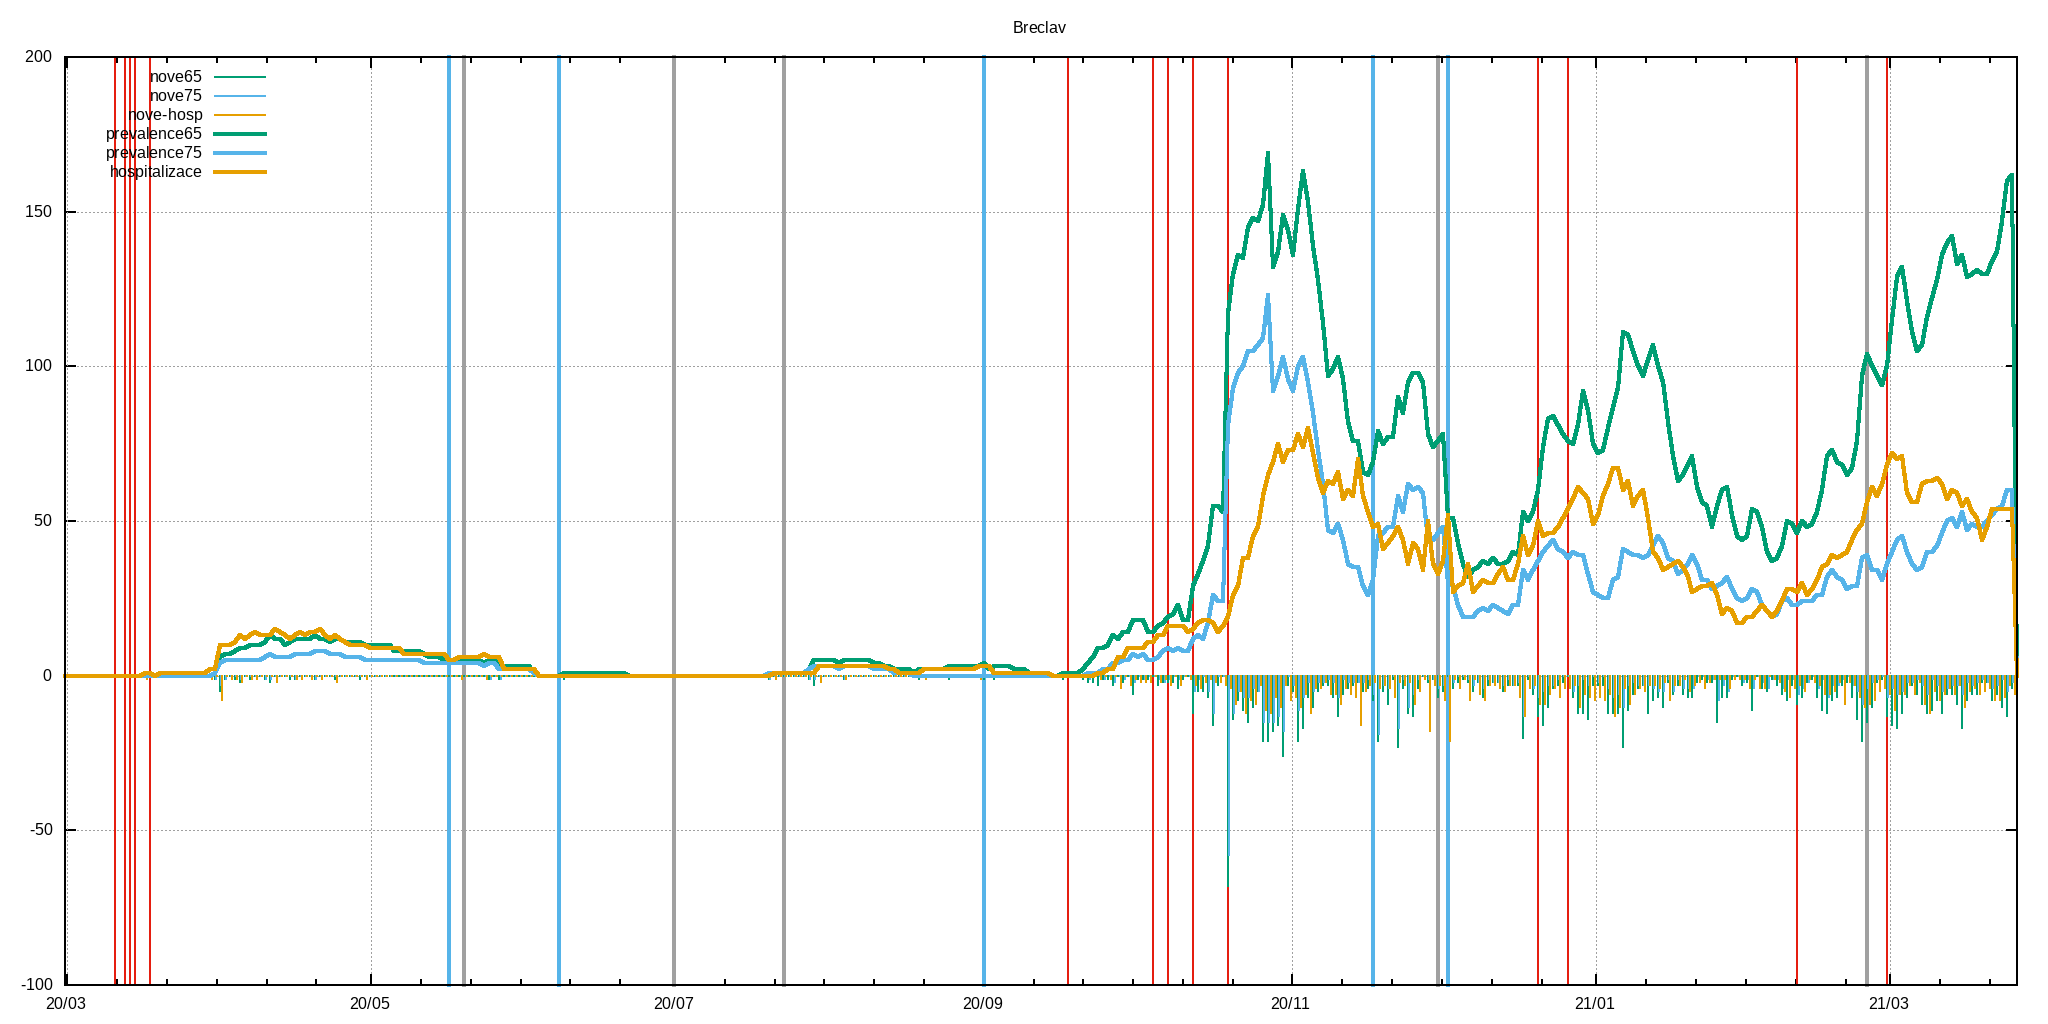 Breclav
200
150
100
50
0
-50
-100
nove65
nove75
nove-hosp
prevalence65
prevalence75
hospitalizace
20/03 20/05 20/07 20/09 20/11 21/01 21/03